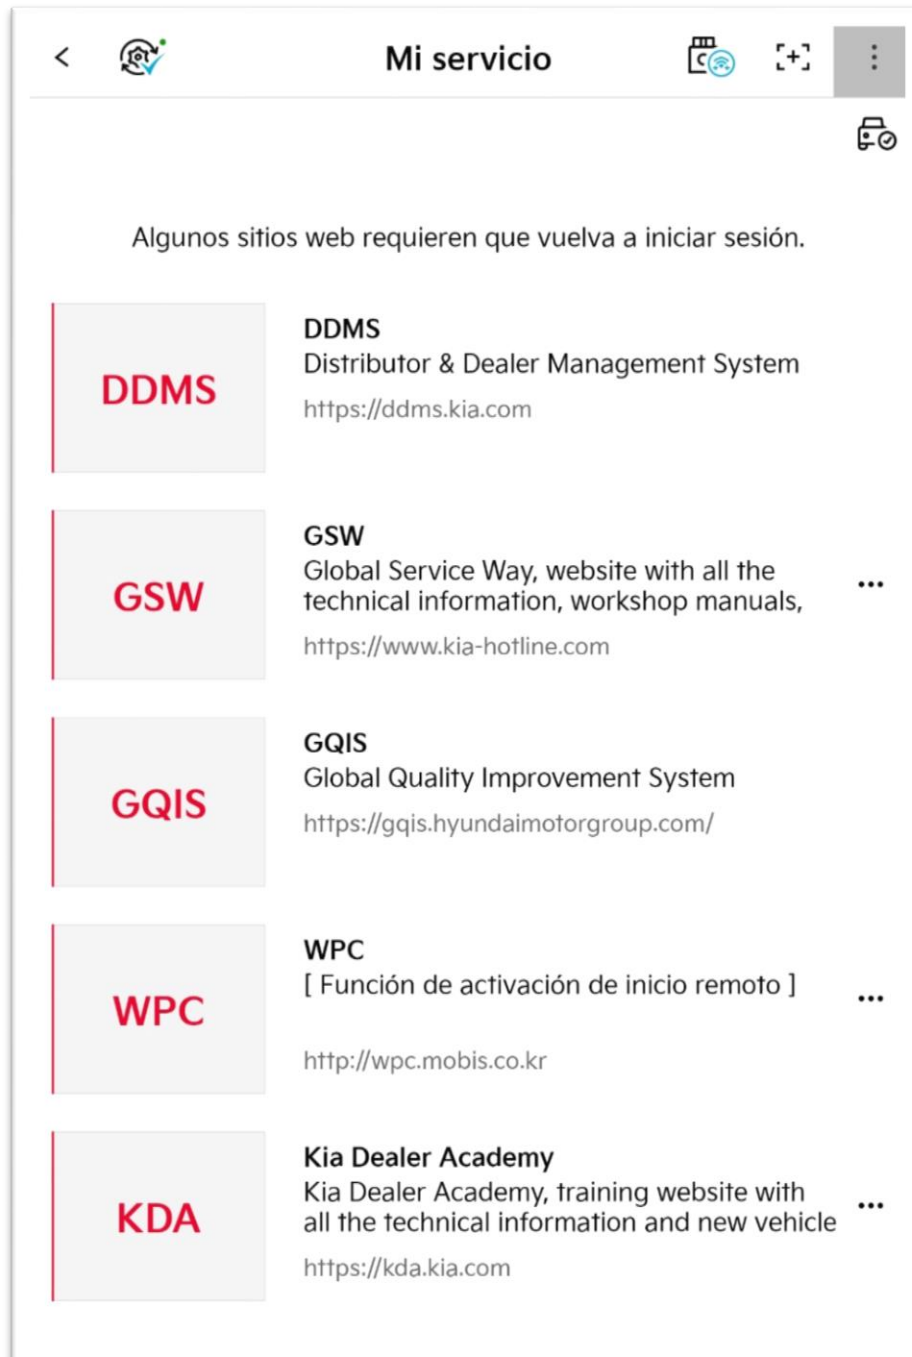 Mi servicio
Algunos sitios web requieren que vuelva a iniciar sesión.
DDMS
DDMS
Distributor & Dealer Management System
https://ddms.kia.com
GSW
GSW
Global Service Way, website with all the
technical information, workshop manuals,
https://www.kia-hotline.com
GQIS
GQIS
Global Quality Improvement System
https://gqis.hyundaimotorgroup.com/
WPC
WPC
[ Función de activación de inicio remoto ]
http://wpc.mobis.co.kr
KDA
Kia Dealer Academy
Kia Dealer Academy, training website with
all the technical information and new vehicle
https://kda.kia.com